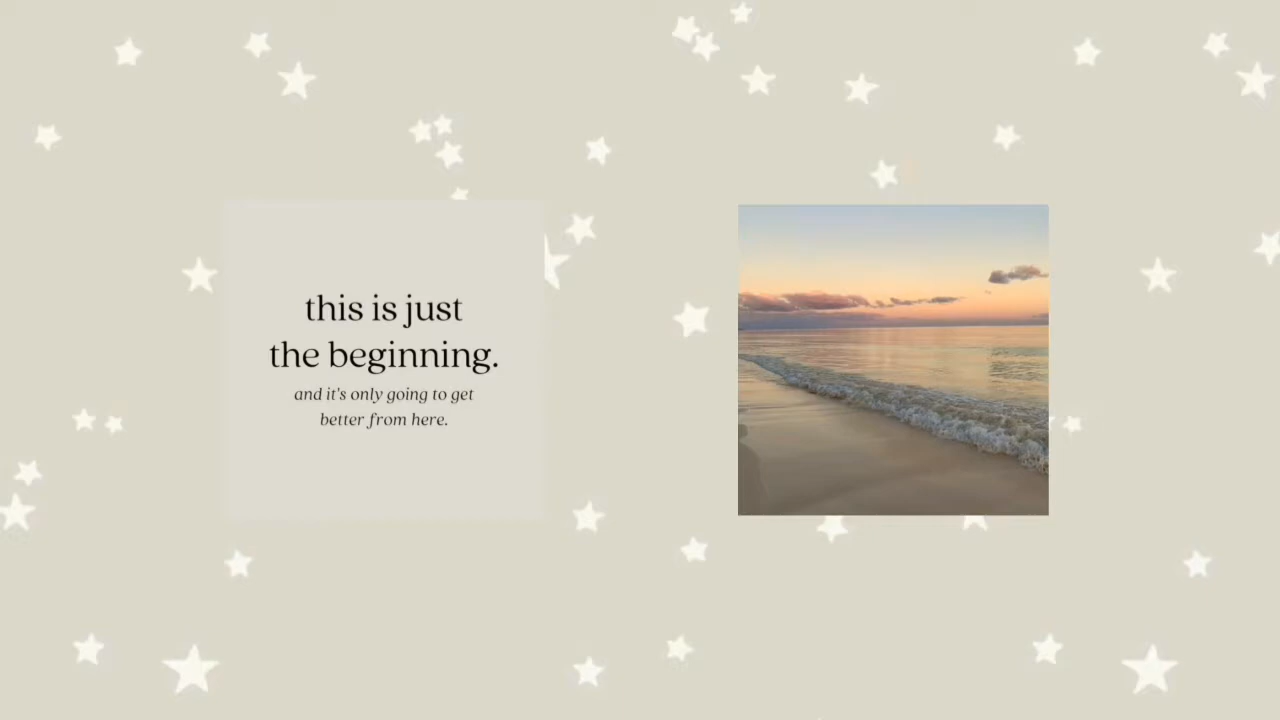 this is just
the beginning.
and it's only going to get
better from here.